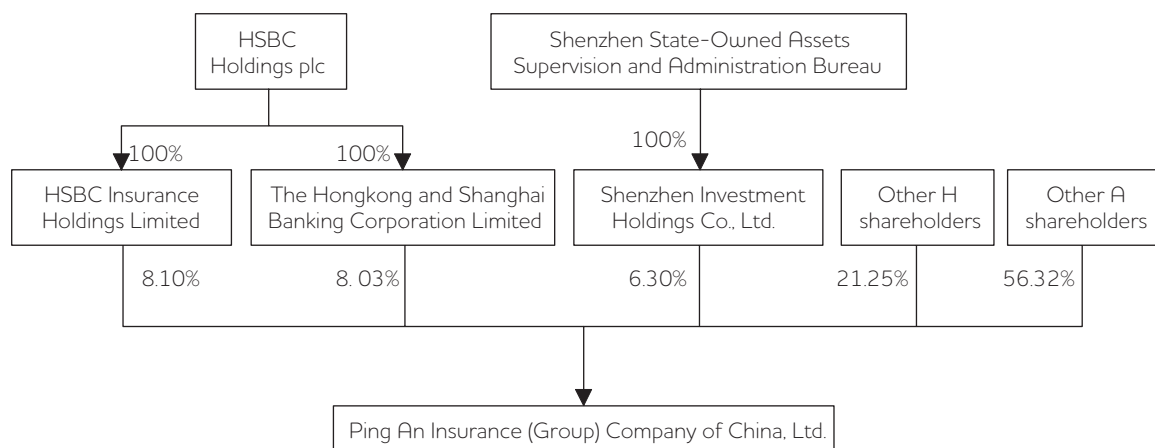 HSBC
Holdings plc
Shenzhen State-Owned Assets
Supervision and Administration Bureau
100%
100%
100%
HSBC Insurance
Holdings Limited
The Hongkong and Shanghai
Banking Corporation Limited
Shenzhen Investment
Holdings Co., Ltd.
Other H
shareholders
Other A
shareholders
8.10%
8. 03%
6.30%
21.25%
56.32%
Ping An Insurance (Group) Company of China, Ltd.